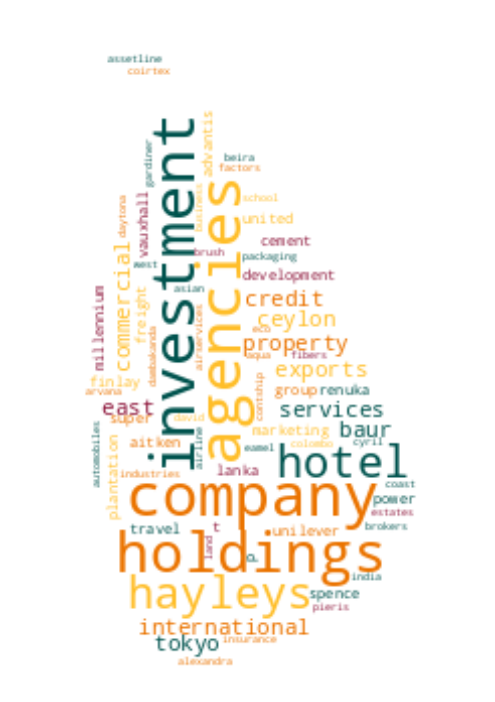 assetline
coirtex
investment
advantis
gardiner
beira
factors
agencies
business
school
vauxhall
daytona
united
commercial
brush
cement
packaging
west
development
asian
millennium
freight
credit
airservices
ceylon
eco
dambakanda
property
aqua
fibers
exports
finlay
arvana
contship
group
renuka
east
services
super
david
baur
marketing
automobiles
airline
plantation
aitken
colombo
cyril
eamel
hotel
lanka
industries
coast
company
power
estates
travel
t
land
unilever
brokers
holdings
india
hayleys
spence
pieris
international
tokyo
insurance
alexandra